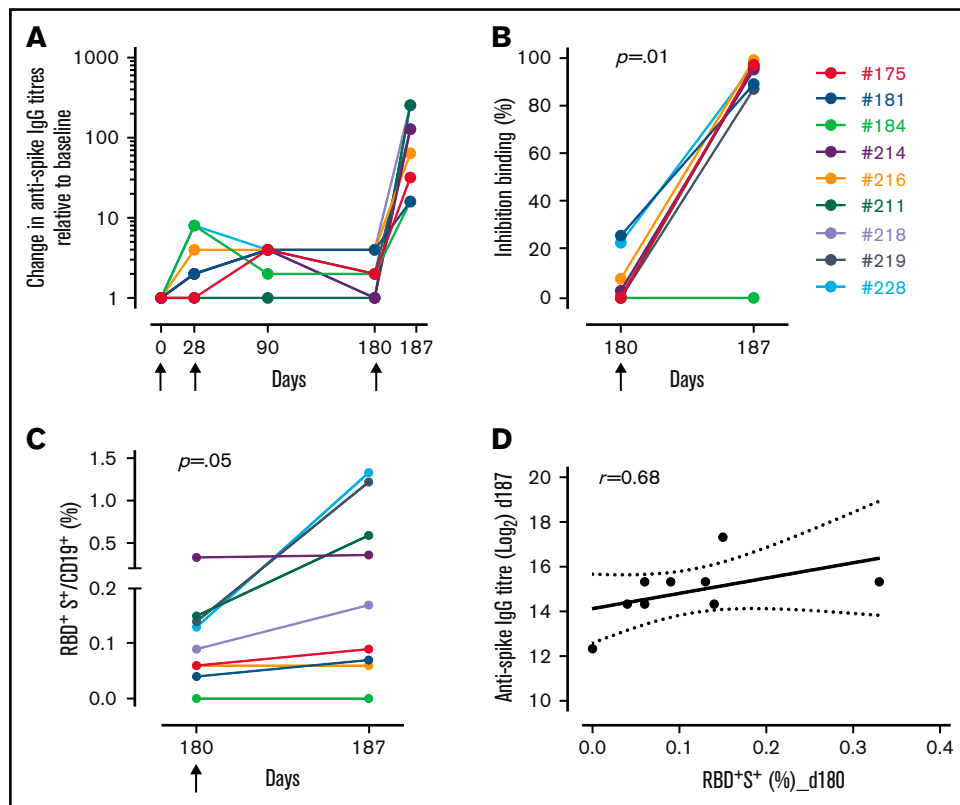 A
Change in anti-spike IgG titres
relative to baseline
1000
100
10
1
0 28 90 180 187
Days
B
p=.01
Inhibition binding (%)
100
80
60
40
20
0
180 187
Days
#175
#181
#184
#214
#216
#211
#218
#219
#228
C
p=.05
RBD⁺ S⁺/CD19⁺ (%)
1.5
1.0
0.5
0.2
0.1
0.0
180 187
Days
D
r=0.68
Anti-spike IgG titre (Log₂) d187
20
18
16
14
12
10
0.0 0.1 0.2 0.3 0.4
RBD⁺S⁺ (%)_d180